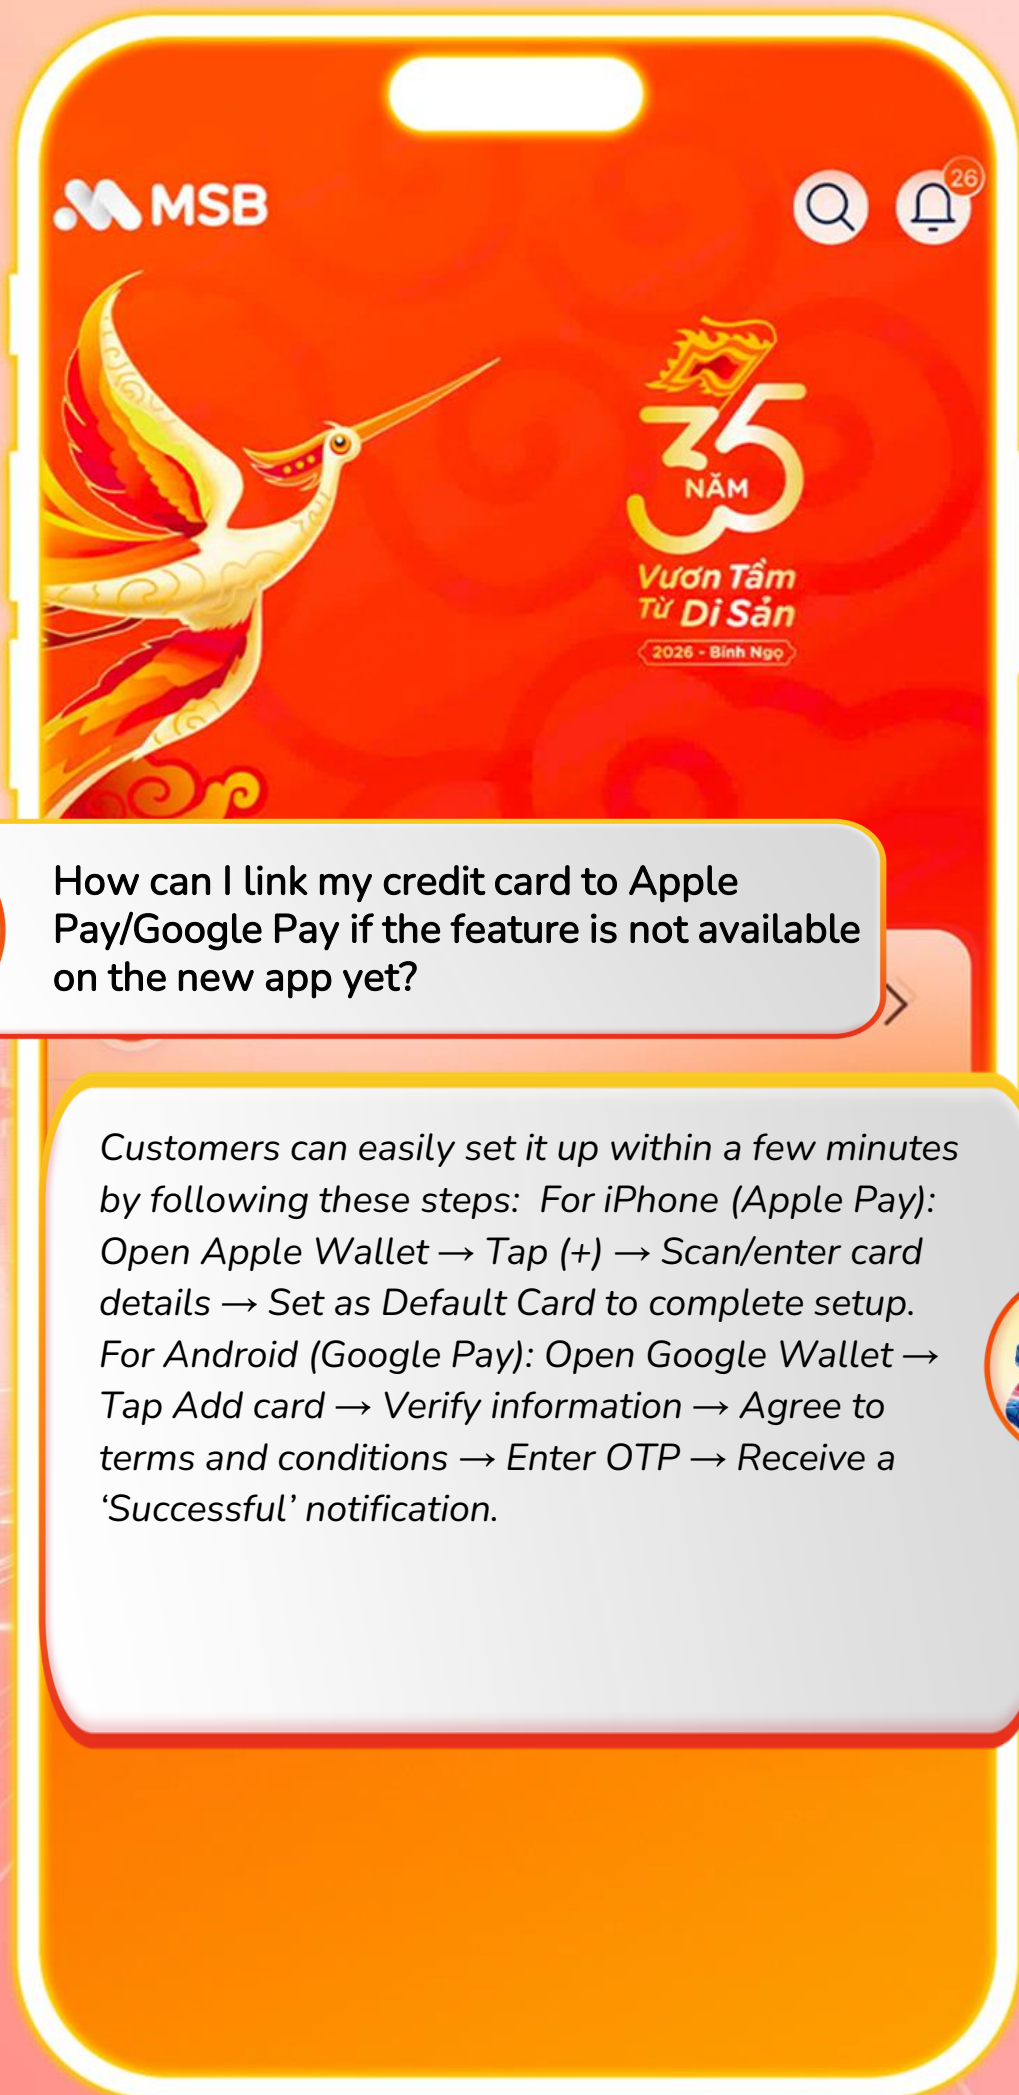 MSB
26
35
NĂM
Vươn Tầm
Từ Di Sản
2026 - Bính Ngọ
How can I link my credit card to Apple
Pay/Google Pay if the feature is not available
on the new app yet?
Customers can easily set it up within a few minutes
by following these steps:  For iPhone (Apple Pay):
Open Apple Wallet → Tap (+) → Scan/enter card
details → Set as Default Card to complete setup.
For Android (Google Pay): Open Google Wallet →
Tap Add card → Verify information → Agree to
terms and conditions → Enter OTP → Receive a
‘Successful’ notification.